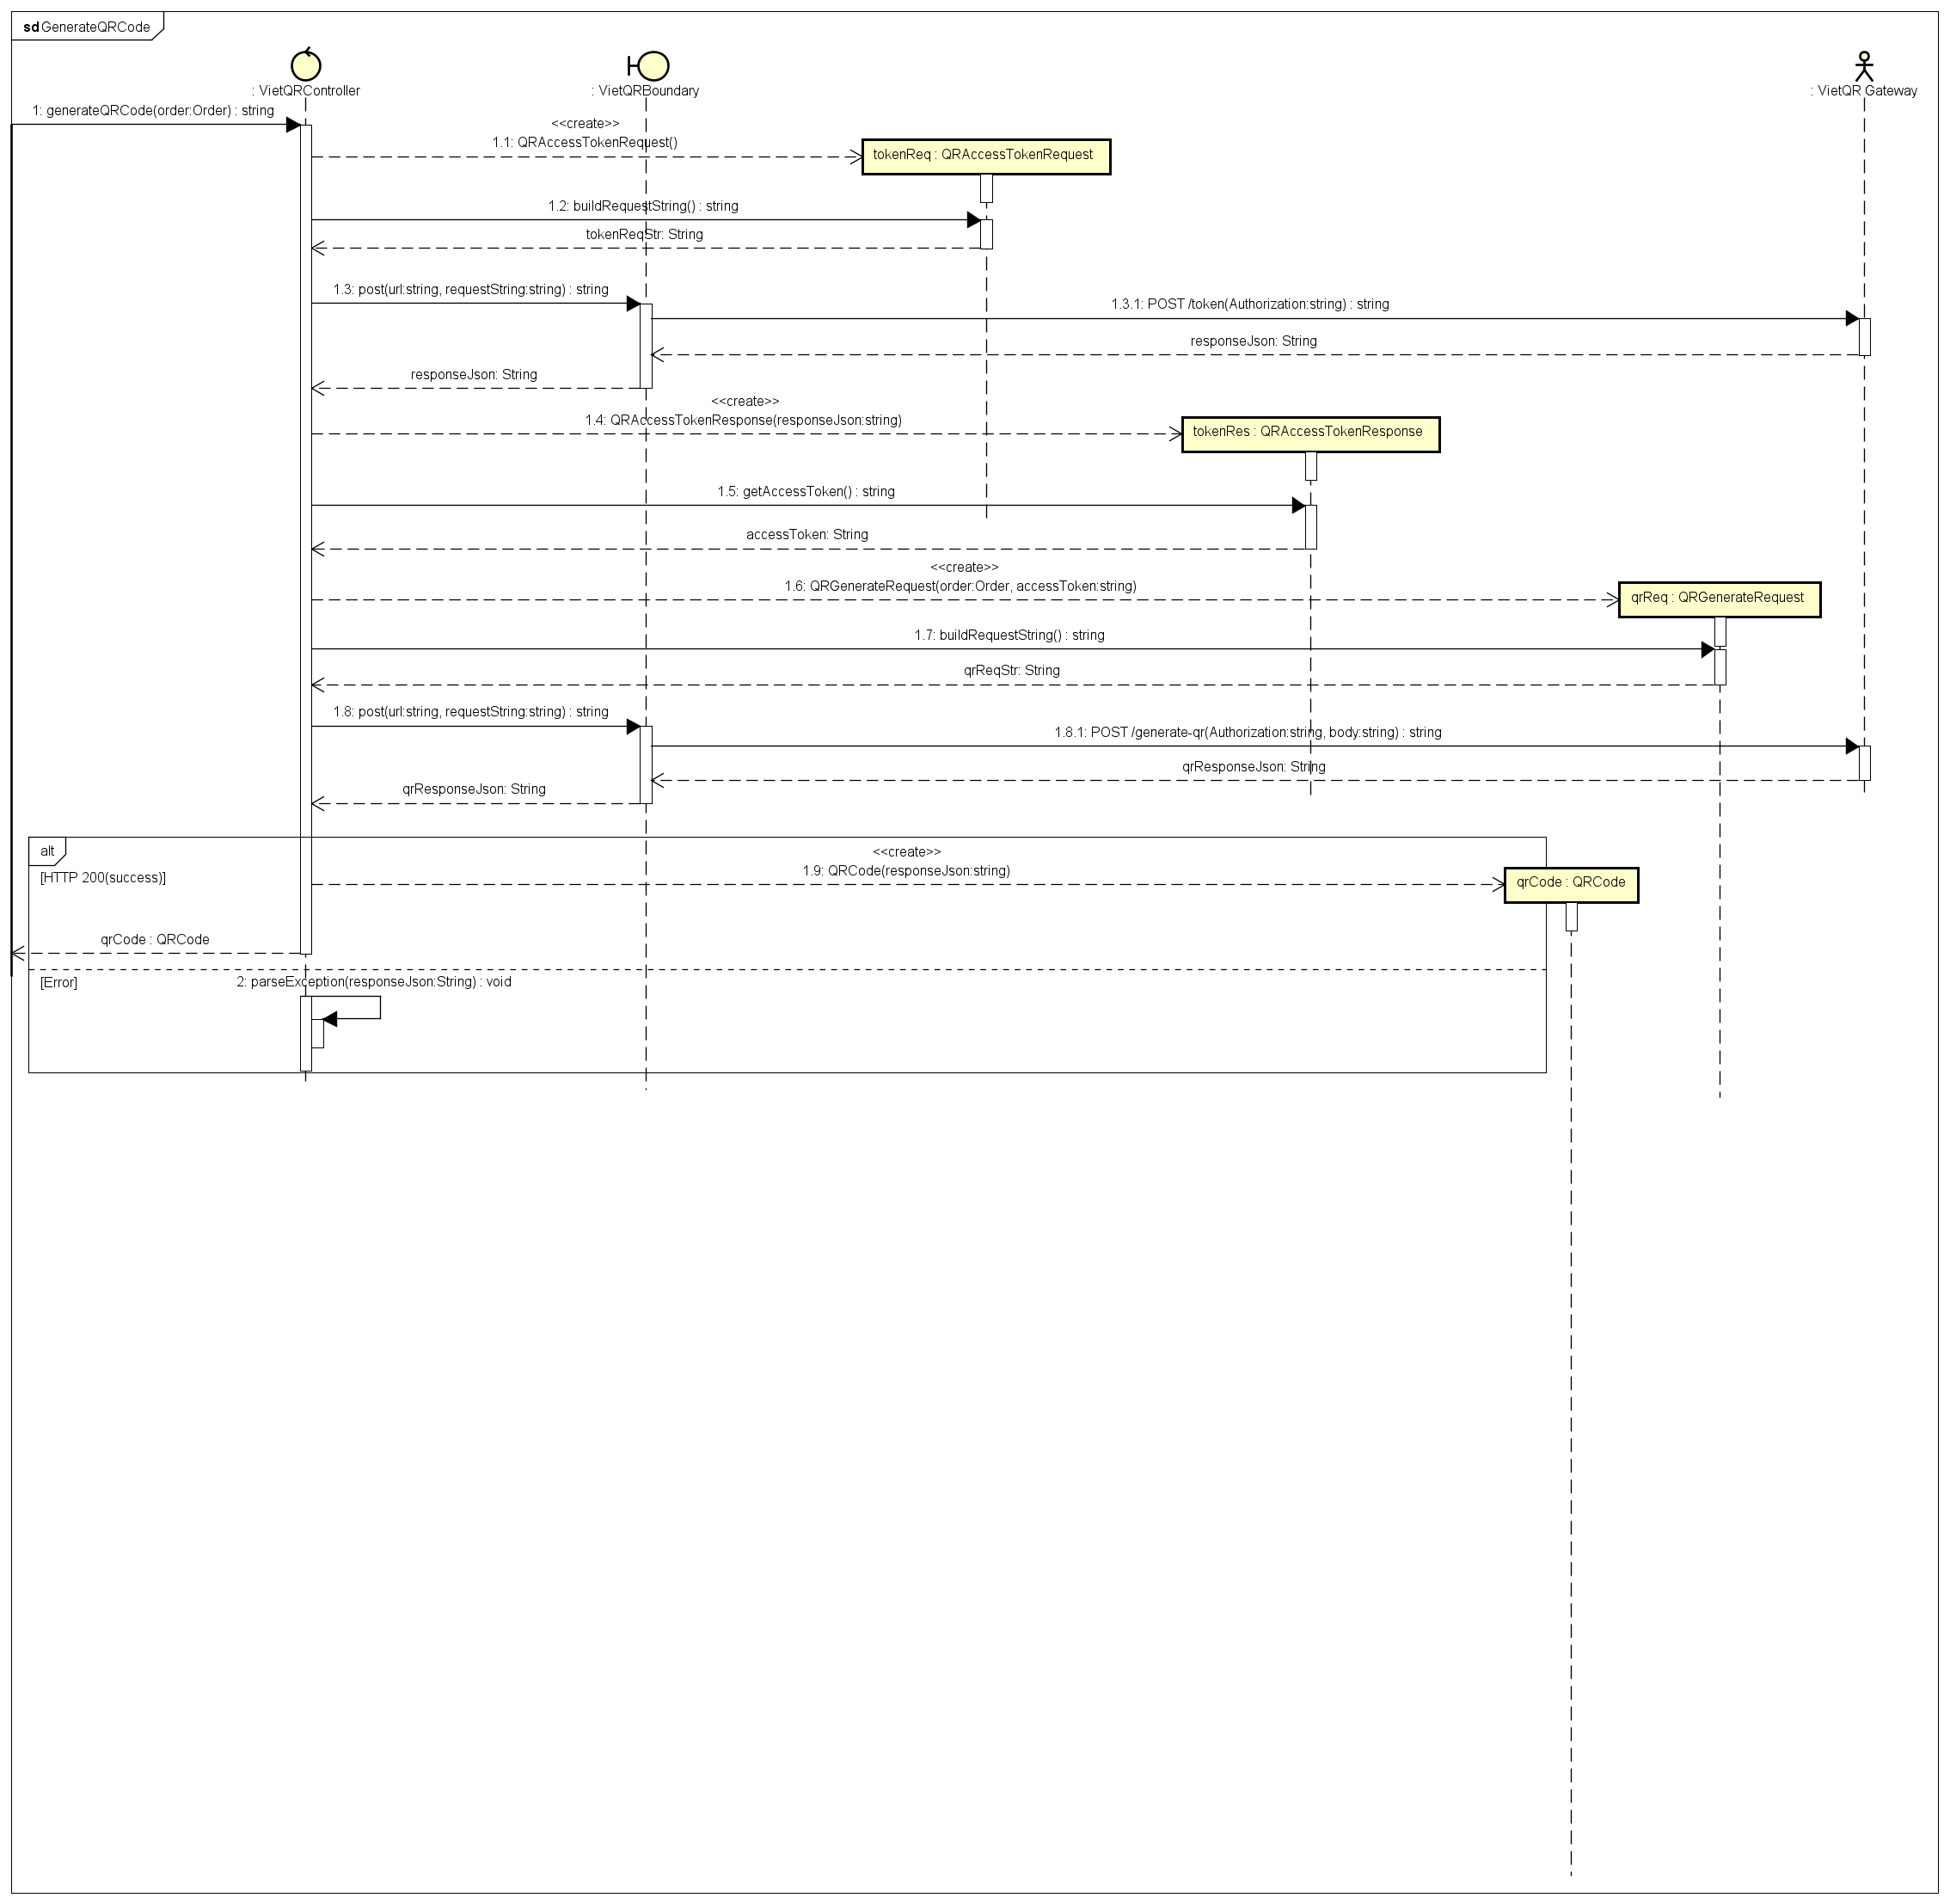 sd GenerateQRCode
: VietQRController
: VietQRBoundary
: VietQR Gateway
1: generateQRCode(order:Order) : string
<<create>>
1.1: QRAccessTokenRequest()
tokenReq : QRAccessTokenRequest
1.2: buildRequestString() : string
tokenReqStr: String
1.3: post(url:string, requestString:string) : string
1.3.1: POST /token(Authorization:string) : string
responseJson: String
responseJson: String
<<create>>
1.4: QRAccessTokenResponse(responseJson:string)
tokenRes : QRAccessTokenResponse
1.5: getAccessToken() : string
accessToken: String
<<create>>
1.6: QRGenerateRequest(order:Order, accessToken:string)
qrReq : QRGenerateRequest
1.7: buildRequestString() : string
qrReqStr: String
1.8: post(url:string, requestString:string) : string
1.8.1: POST /generate-qr(Authorization:string, body:string) : string
qrResponseJson: String
qrResponseJson: String
alt
<<create>>
1.9: QRCode(responseJson:string)
[HTTP 200(success)]
qrCode : QRCode
qrCode : QRCode
[Error]
2: parseException(responseJson:String) : void